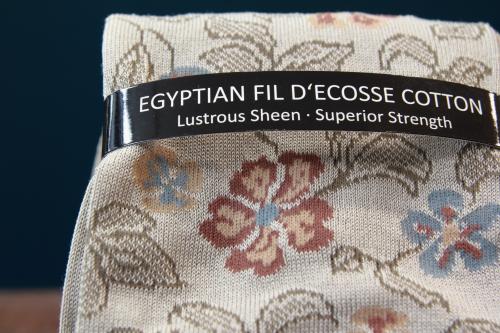 EGYPTIAN FIL D‘ECOSSE COTTON
Lustrous Sheen · Superior Strength